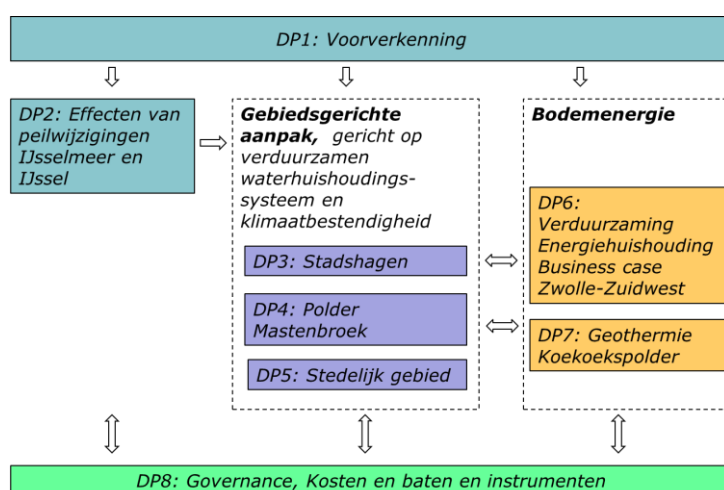 DP1: Voorverkenning
DP2: Effecten van
peilwijzigingen
IJsselmeer en
IJssel
Gebiedsgerichte
aanpak, gericht op
verduurzamen
waterhuishoudings-
systeem en
klimaatbestendigheid
DP3: Stadshagen
DP4: Polder
Mastenbroek
DP5: Stedelijk gebied
Bodemenergie
DP6:
Verduurzaming
Energiehuishouding
Business case
Zwolle-Zuidwest
DP7: Geothermie
Koekoekspolder
DP8: Governance, Kosten en baten en instrumenten